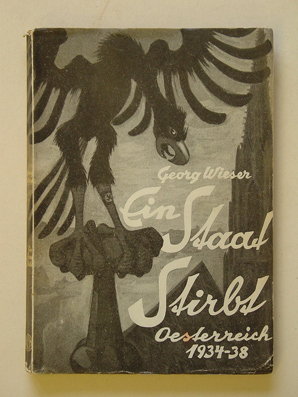 Georg Wieser
Ein
Staat
Stirbt
Oesterreich
1934-38